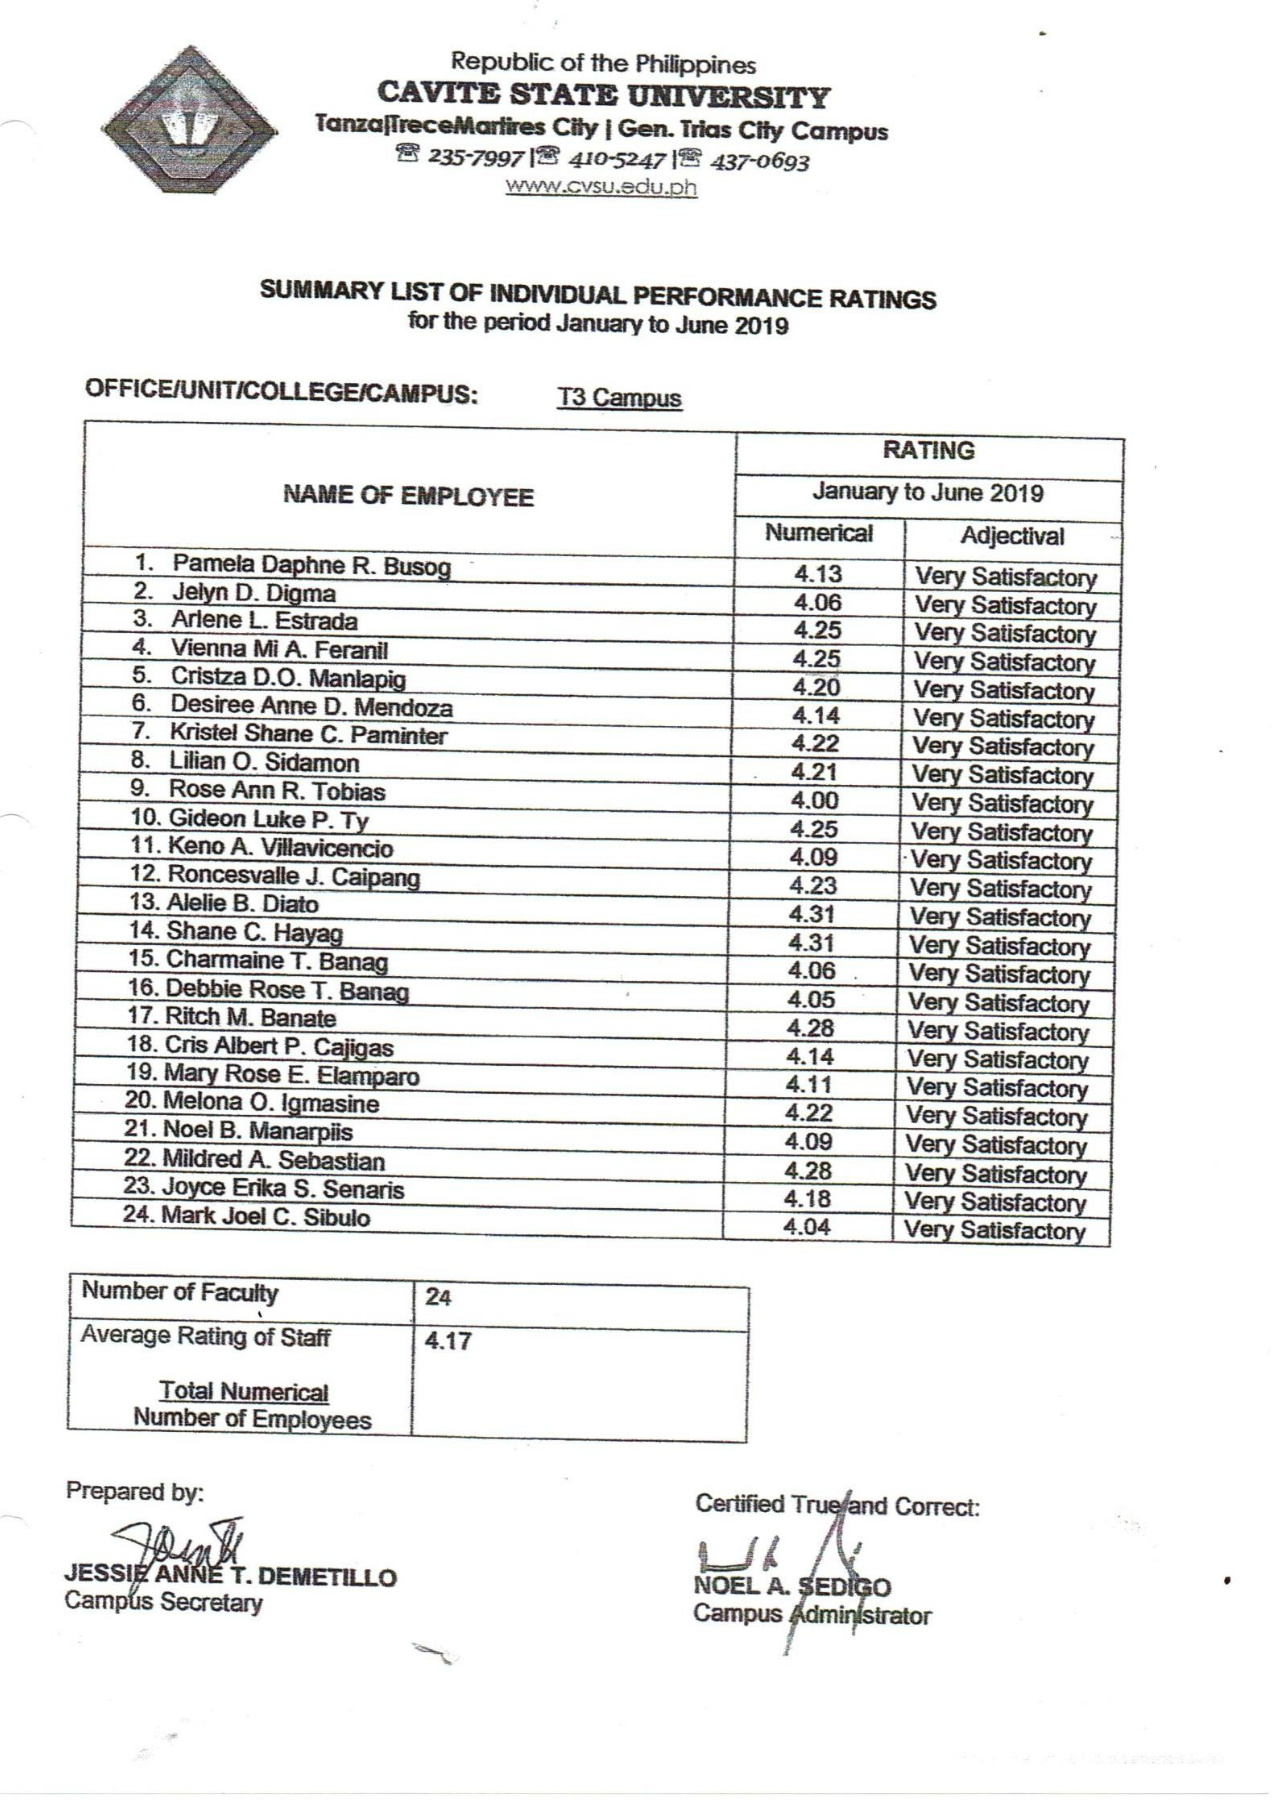 Republic of the Philippines
CAVITE STATE UNIVERSITY
Tanza|TreceMartires City | Gen. Trias City Campus
☏ 235-7997 |☏ 410-5247 |☏ 437-0693
www.cvsu.edu.ph
SUMMARY LIST OF INDIVIDUAL PERFORMANCE RATINGS
for the period January to June 2019
OFFICE/UNIT/COLLEGE/CAMPUS: T3 Campus
RATING
NAME OF EMPLOYEE
January to June 2019
Numerical Adjectival
1. Pamela Daphne R. Busog 4.13 Very Satisfactory
2. Jelyn D. Digma 4.06 Very Satisfactory
3. Arlene L. Estrada 4.25 Very Satisfactory
4. Vienna Mi A. Feranil 4.25 Very Satisfactory
5. Cristza D.O. Manlapig 4.20 Very Satisfactory
6. Desiree Anne D. Mendoza 4.14 Very Satisfactory
7. Kristel Shane C. Paminter 4.22 Very Satisfactory
8. Lilian O. Sidamon 4.21 Very Satisfactory
9. Rose Ann R. Tobias 4.00 Very Satisfactory
10. Gideon Luke P. Ty 4.25 Very Satisfactory
11. Keno A. Villavicencio 4.09 Very Satisfactory
12. Roncesvalle J. Caipang 4.23 Very Satisfactory
13. Alelie B. Diato 4.31 Very Satisfactory
14. Shane C. Hayag 4.31 Very Satisfactory
15. Charmaine T. Banag 4.06 Very Satisfactory
16. Debbie Rose T. Banag 4.05 Very Satisfactory
17. Ritch M. Banate 4.28 Very Satisfactory
18. Cris Albert P. Cajigas 4.14 Very Satisfactory
19. Mary Rose E. Elamparo 4.11 Very Satisfactory
20. Melona O. Igmasine 4.22 Very Satisfactory
21. Noel B. Manarpiis 4.09 Very Satisfactory
22. Mildred A. Sebastian 4.28 Very Satisfactory
23. Joyce Erika S. Senaris 4.18 Very Satisfactory
24. Mark Joel C. Sibulo 4.04 Very Satisfactory
Number of Faculty 24
Average Rating of Staff 4.17
Total Numerical
Number of Employees
Prepared by:
JESSIE ANNE T. DEMETILLO
Campus Secretary
Certified True and Correct:
NOEL A. SEDIGO
Campus Administrator